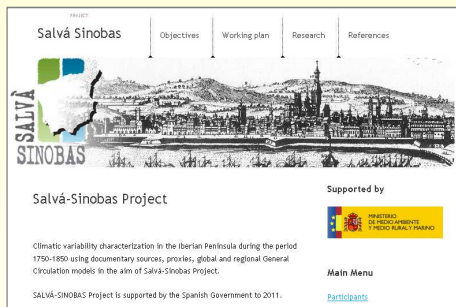 PROJECT
Salvá Sinobas
Objectives
Working plan
Research
References
SALVÀ
SINOBAS
Salvá-Sinobas Project
Climatic variability characterization in the Iberian Peninsula during the period
1750-1850 using documentary sources, proxies, global and regional General
Circulation models in the aim of Salvá-Sinobas Project.
SALVÁ-SINOBAS Project is supported by the Spanish Government to 2011.
Supported by
MINISTERIO
DE MEDIO AMBIENTE
Y MEDIO RURAL Y MARINO
Main Menu
Participants